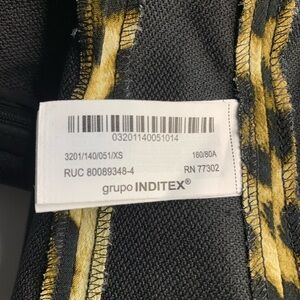 03201140051014
3201/140/051/XS 160/80A
RUC 80089348-4 RN 77302
grupo INDITEX®